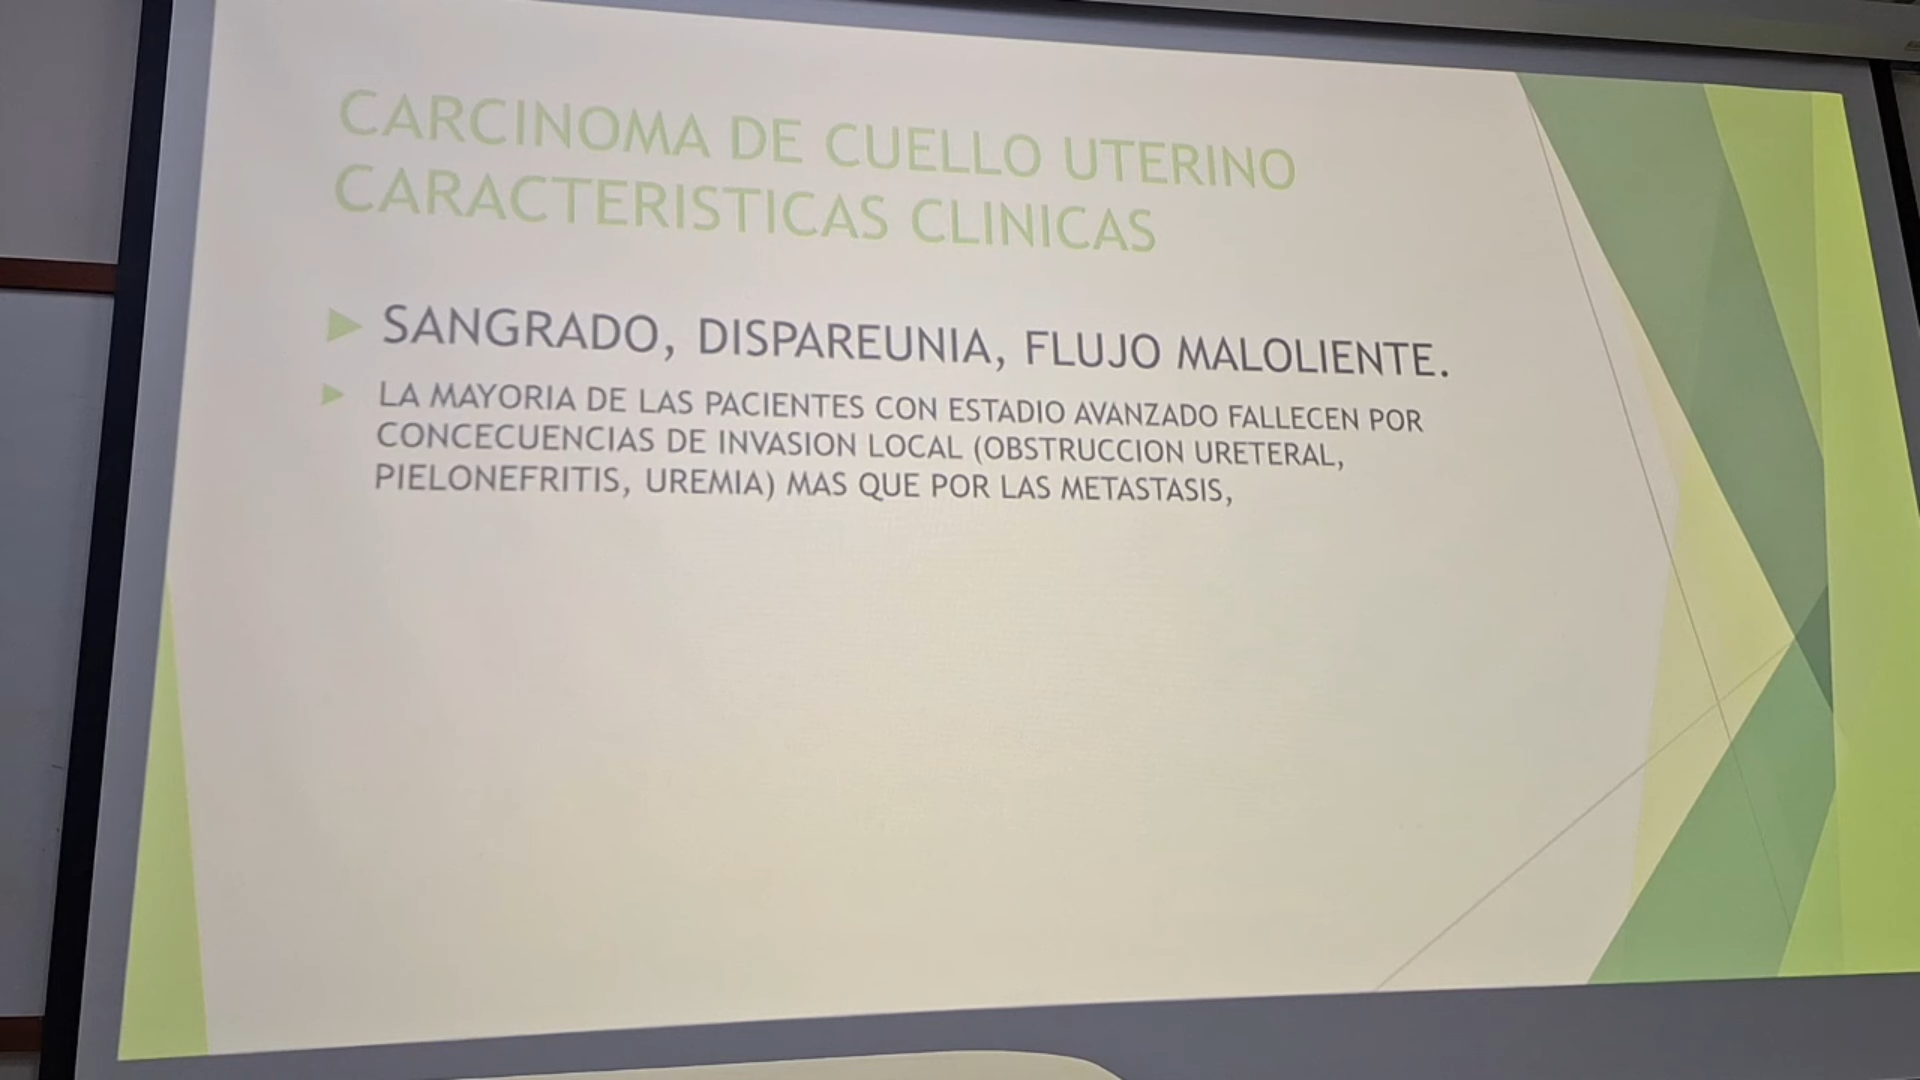 CARCINOMA DE CUELLO UTERINO
CARACTERISTICAS CLINICAS
SANGRADO, DISPAREUNIA, FLUJO MALOLIENTE.
LA MAYORIA DE LAS PACIENTES CON ESTADIO AVANZADO FALLECEN POR
CONCECUENCIAS DE INVASION LOCAL (OBSTRUCCION URETERAL,
PIELONEFRITIS, UREMIA) MAS QUE POR LAS METASTASIS,